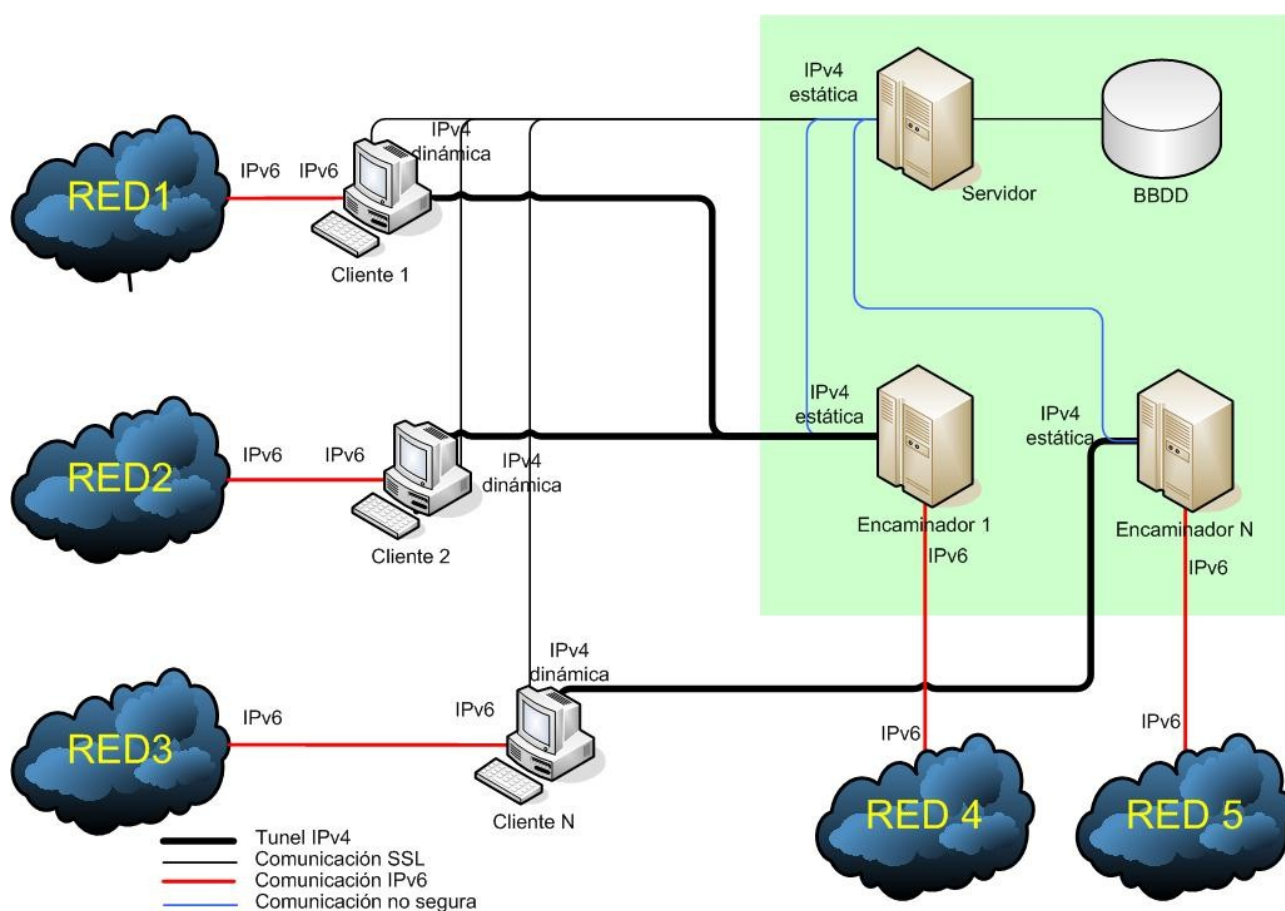 IPv4
estática
Servidor
BBDD
RED1
IPv6
IPv6
IPv4
dinámica
Cliente 1
RED2
IPv6
IPv6
IPv4
dinámica
Cliente 2
IPv4
estática
Encaminador 1
IPv6
IPv4
estática
Encaminador N
IPv6
RED3
IPv6
IPv6
IPv4
dinámica
Cliente N
IPv6
RED 4
IPv6
RED 5
Tunel IPv4
Comunicación SSL
Comunicación IPv6
Comunicación no segura